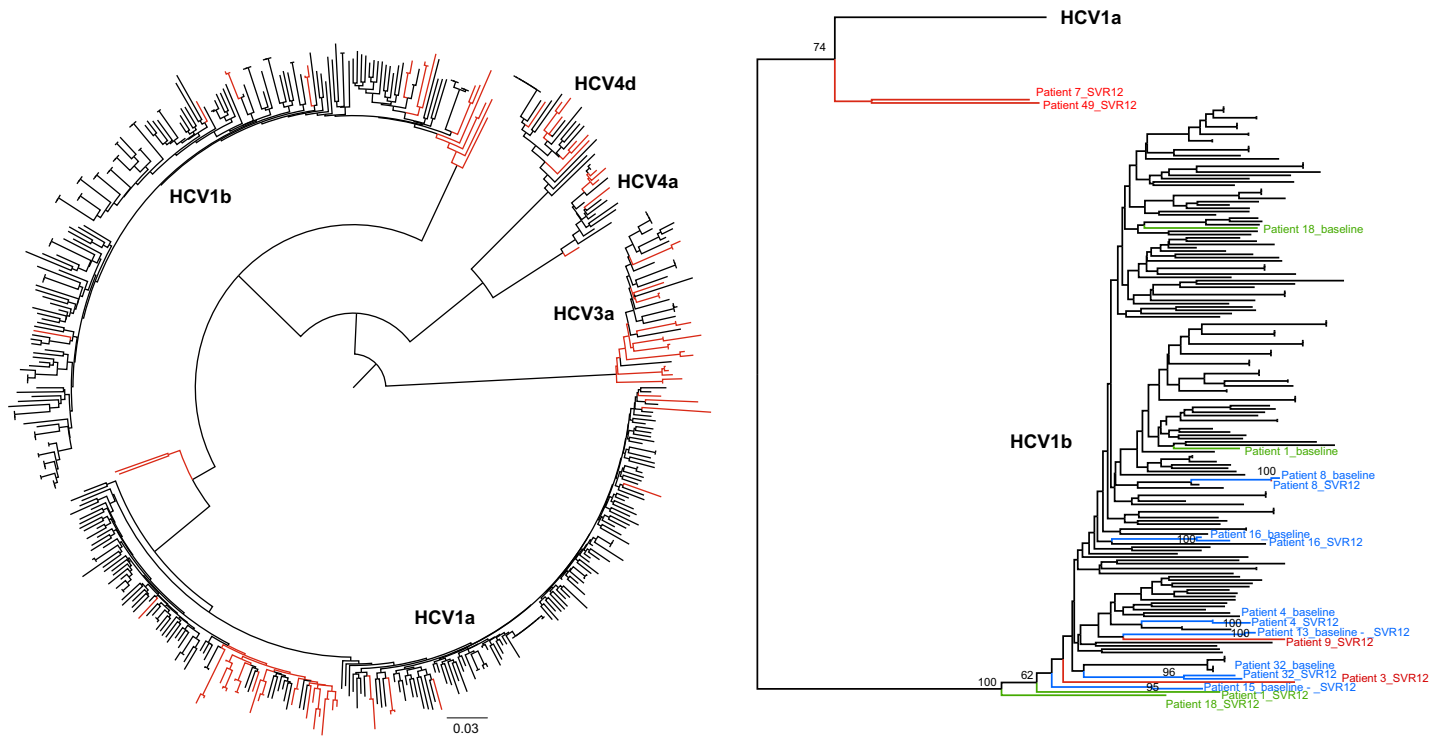 HCV4d
HCV4a
HCV1b
HCV3a
HCV1a
0.03
HCV1a
74
Patient 7_SVR12
Patient 49_SVR12
Patient 18_baseline
HCV1b
Patient 1_baseline
100
Patient 8_baseline
Patient 8_SVR12
Patient 16_baseline
100
Patient 16_SVR12
Patient 4_baseline
100
Patient 4_SVR12
100
Patient 13_baseline - _SVR12
Patient 9_SVR12
Patient 32_baseline
96
Patient 32_SVR12
Patient 3_SVR12
100
62
95
Patient 15_baseline - _SVR12
Patient 1_SVR12
Patient 18_SVR12